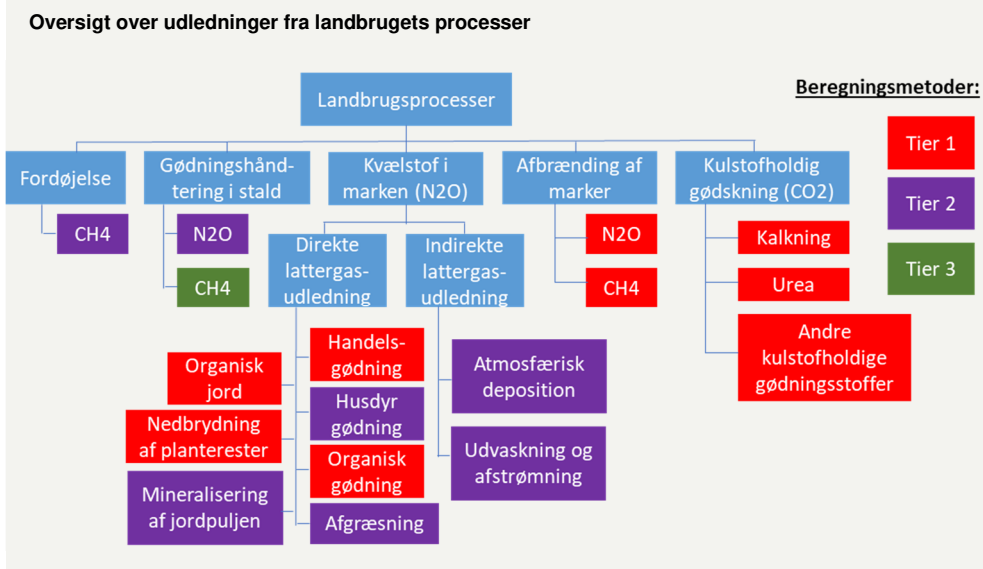 Oversigt over udledninger fra landbrugets processer
Landbrugsprocesser
Beregningsmetoder:
Tier 1
Tier 2
Tier 3
Fordøjelse
CH4
Gødningshånd-
tering i stald
N2O
CH4
Kvælstof i
marken (N2O)
Direkte
lattergas-
udledning
Organisk
jord
Nedbrydning
af planterester
Mineralisering
af jordpuljen
Handels-
gødning
Husdyr
gødning
Organisk
gødning
Afgræsning
Indirekte
lattergas-
udledning
Atmosfærisk
deposition
Udvaskning og
afstrømning
Afbrænding af
marker
N2O
CH4
Kulstofholdig
gødskning (CO2)
Kalkning
Urea
Andre
kulstofholdige
gødningsstoffer